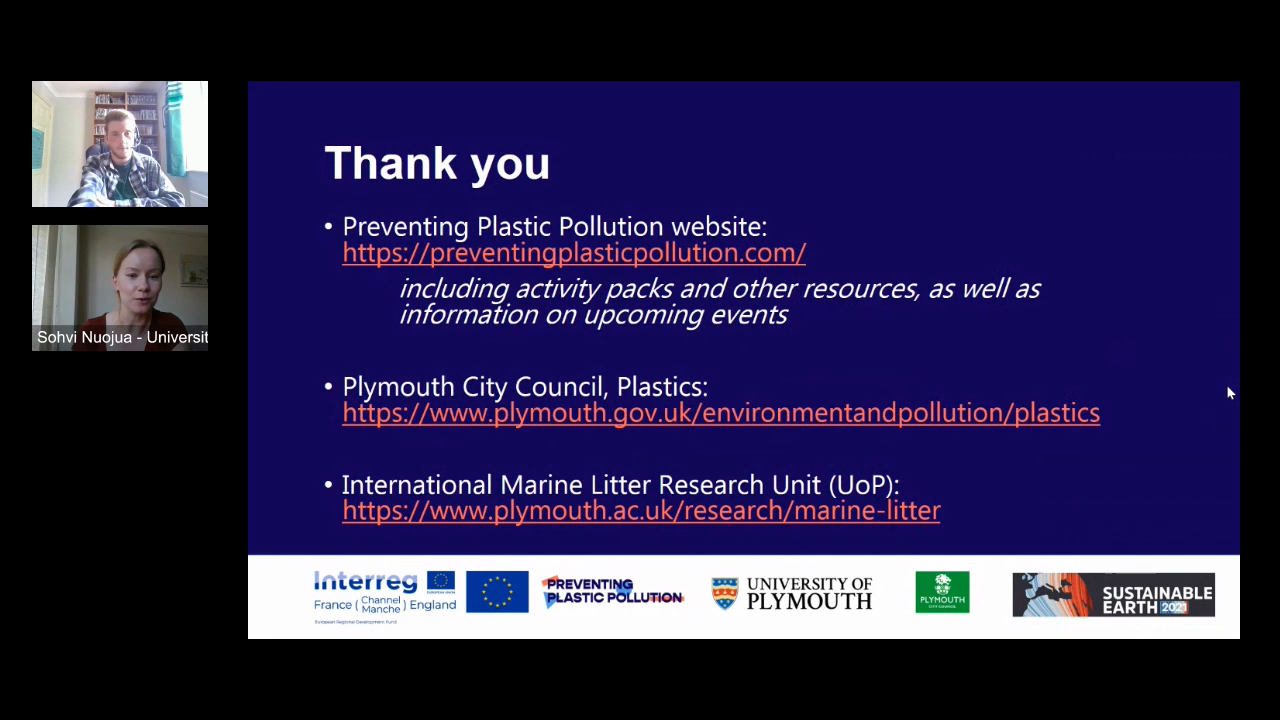 Thank you
• Preventing Plastic Pollution website:
https://preventingplasticpollution.com/
including activity packs and other resources, as well as
information on upcoming events
• Plymouth City Council, Plastics:
https://www.plymouth.gov.uk/environmentandpollution/plastics
• International Marine Litter Research Unit (UoP):
https://www.plymouth.ac.uk/research/marine-litter
Sohvi Nuojua - Universit
Interreg
EUROPEAN UNION
France ( Channel Manche ) England
European Regional Development Fund
PREVENTING
PLASTIC POLLUTION
UNIVERSITY OF
PLYMOUTH
PLYMOUTH
CITY COUNCIL
SUSTAINABLE
EARTH 2021